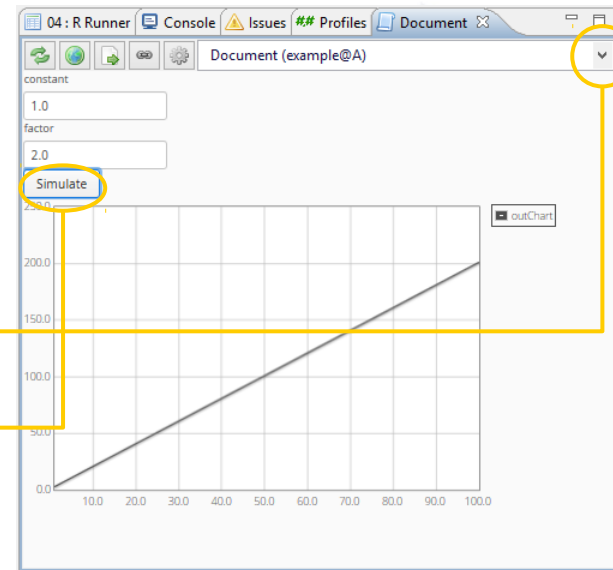 04 : R Runner Console Issues ## Profiles Document
Document (example@A)
constant
1.0
factor
2.0
Simulate
250.0
outChart
200.0
150.0
100.0
50.0
0.0
10.0 20.0 30.0 40.0 50.0 60.0 70.0 80.0 90.0 100.0